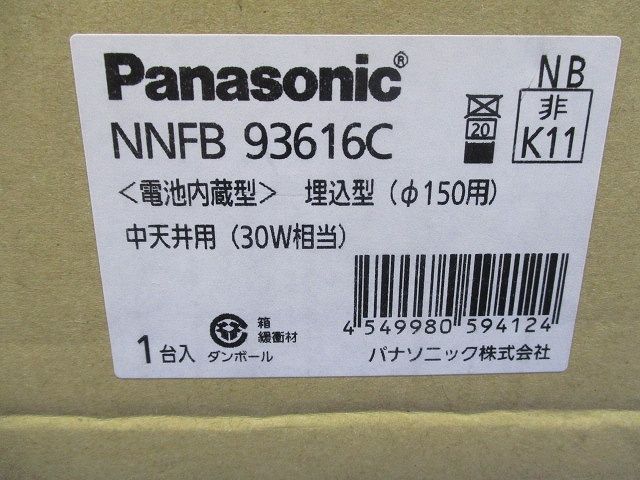 Panasonic®
NB
NNFB 93616C
20
非
K11
<電池内蔵型> 埋込型(φ150用)
中天井用(30W相当)
1台入
箱
緩衝材
ダンボール
4 549980 594124
パナソニック株式会社